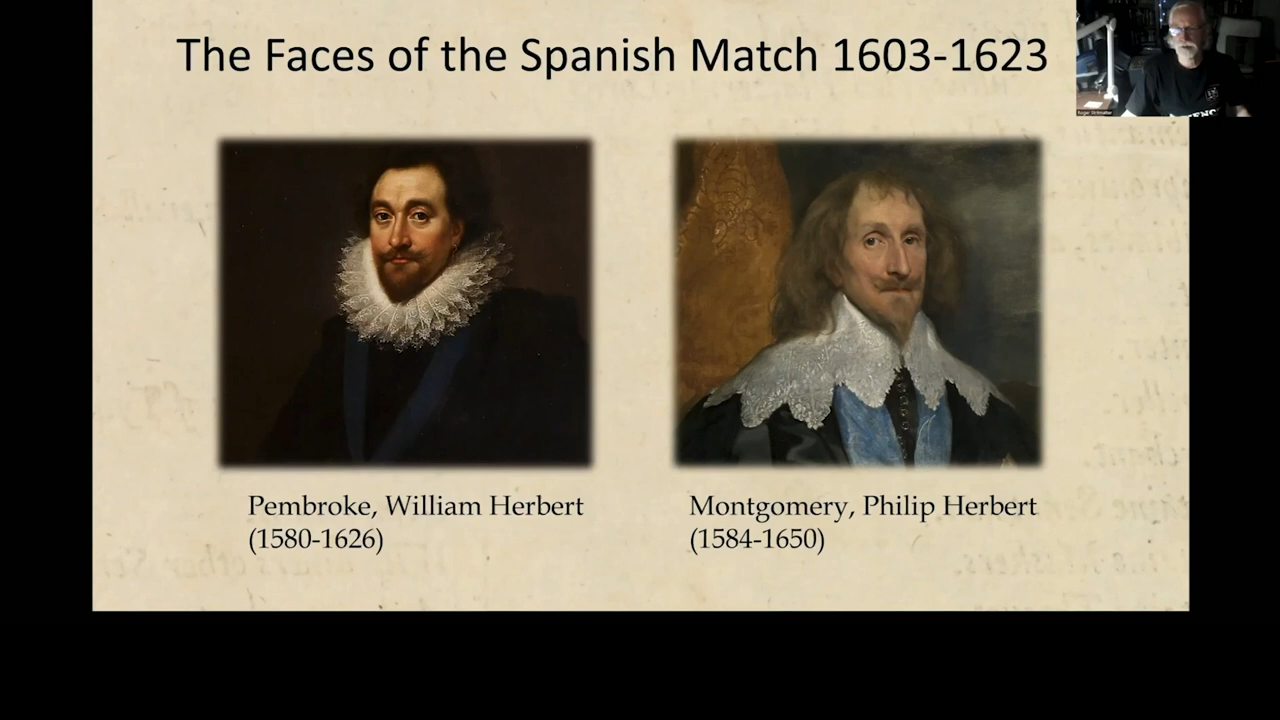 The Faces of the Spanish Match 1603-1623
Pembroke, William Herbert
(1580-1626)
Montgomery, Philip Herbert
(1584-1650)